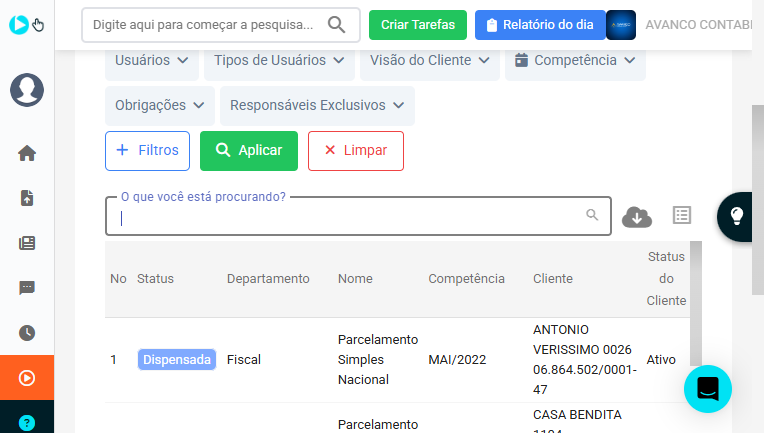 Digite aqui para começar a pesquisa...
Criar Tarefas
Relatório do dia
AVANCO CONTAB
Usuários
Tipos de Usuários
Visão do Cliente
Competência
Obrigações
Responsáveis Exclusivos
+ Filtros
Aplicar
Limpar
O que você está procurando?
No
Status
Departamento
Nome
Competência
Cliente
Status
do
Cliente
1
Dispensada
Fiscal
Parcelamento
Simples
Nacional
MAI/2022
ANTONIO
VERISSIMO 0026
06.864.502/0001-
47
Ativo
Parcelamento
CASA BENDITA
?